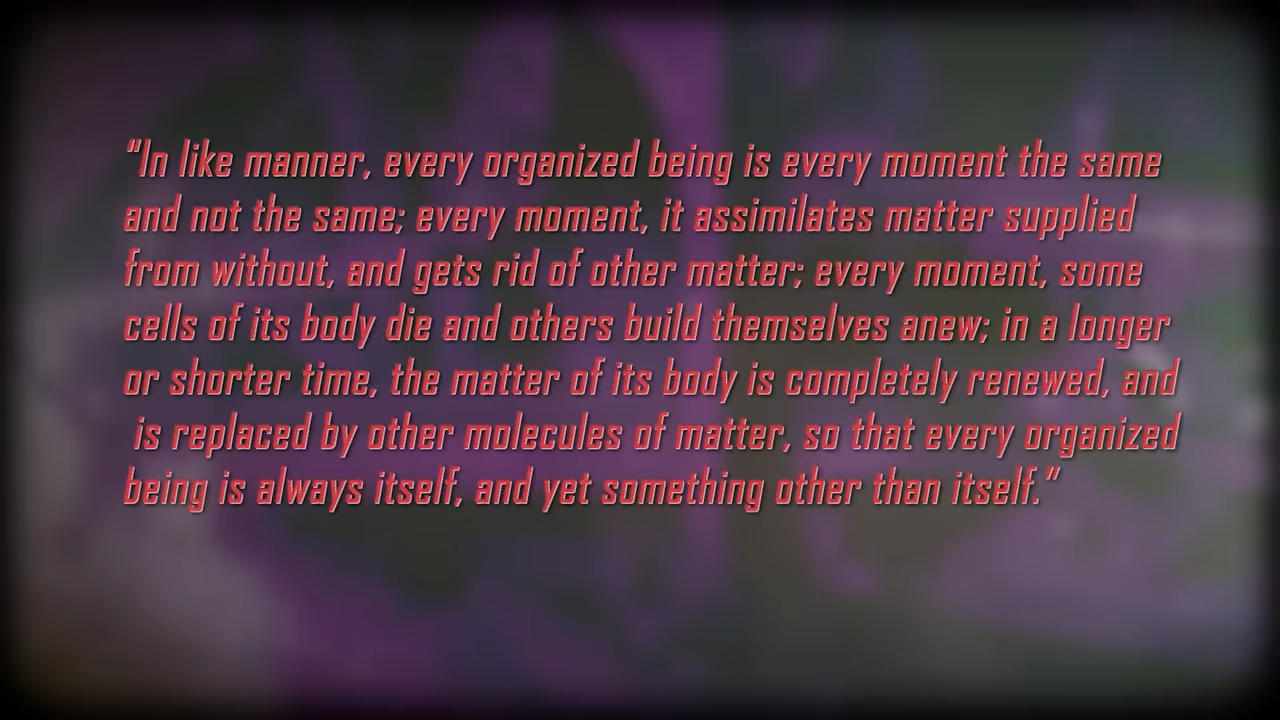 "In like manner, every organized being is every moment the same
and not the same; every moment, it assimilates matter supplied
from without, and gets rid of other matter; every moment, some
cells of its body die and others build themselves anew; in a longer
or shorter time, the matter of its body is completely renewed, and
is replaced by other molecules of matter, so that every organized
being is always itself, and yet something other than itself."